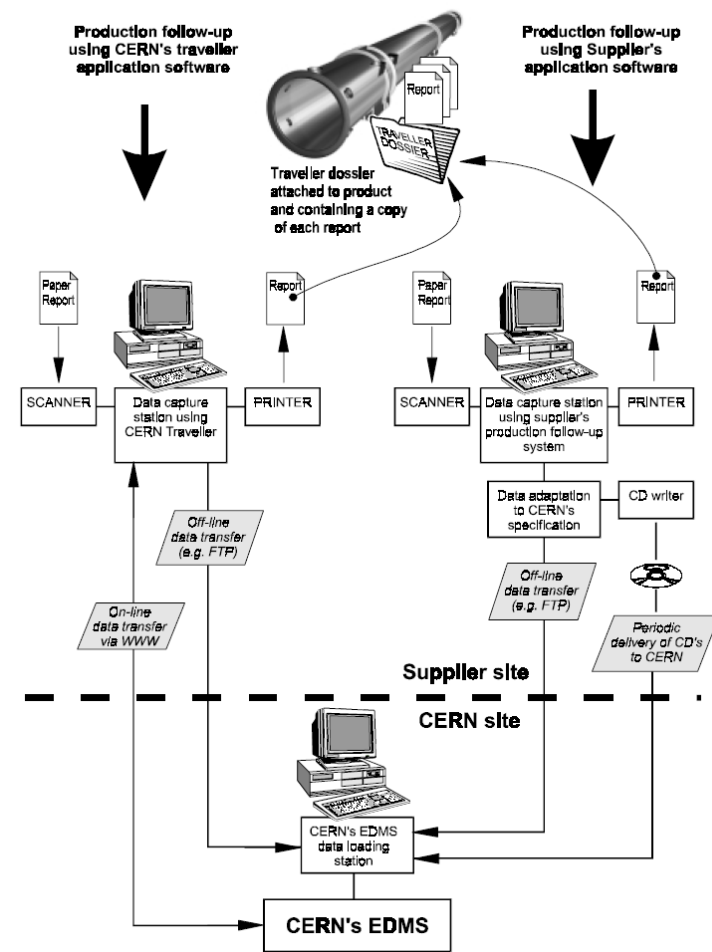 Production follow-up
using CERN's traveller
application software
Production follow-up
using Supplier's
application software
Report
TRAVELLER
DOSSIER
Traveller dossier
attached to product
and containing a copy
of each report
Paper
Report
Report
Paper
Report
Report
SCANNER
Data capture
station using
CERN Traveller
PRINTER
SCANNER
Data capture station
using supplier's
production follow-up
system
PRINTER
Data adaptation
to CERN's
specification
CD writer
Off-line
data transfer
(e.g. FTP)
Off-line
data transfer
(e.g. FTP)
On-line
data transfer
via WWW
Periodic
delivery of CD's
to CERN
Supplier site
CERN site
CERN's EDMS
data loading
station
CERN's EDMS